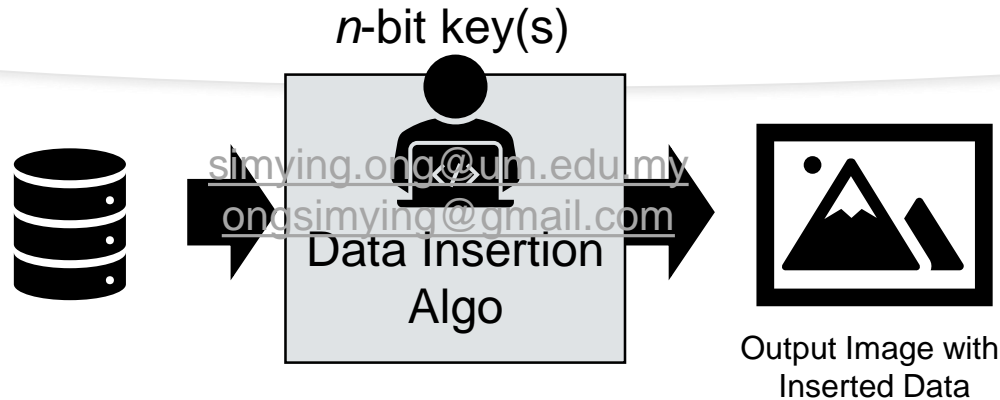 n-bit key(s)
simying.ong@um.edu.my
</>
ongsimying@gmail.com
Data Insertion
Algo
Output Image with
Inserted Data